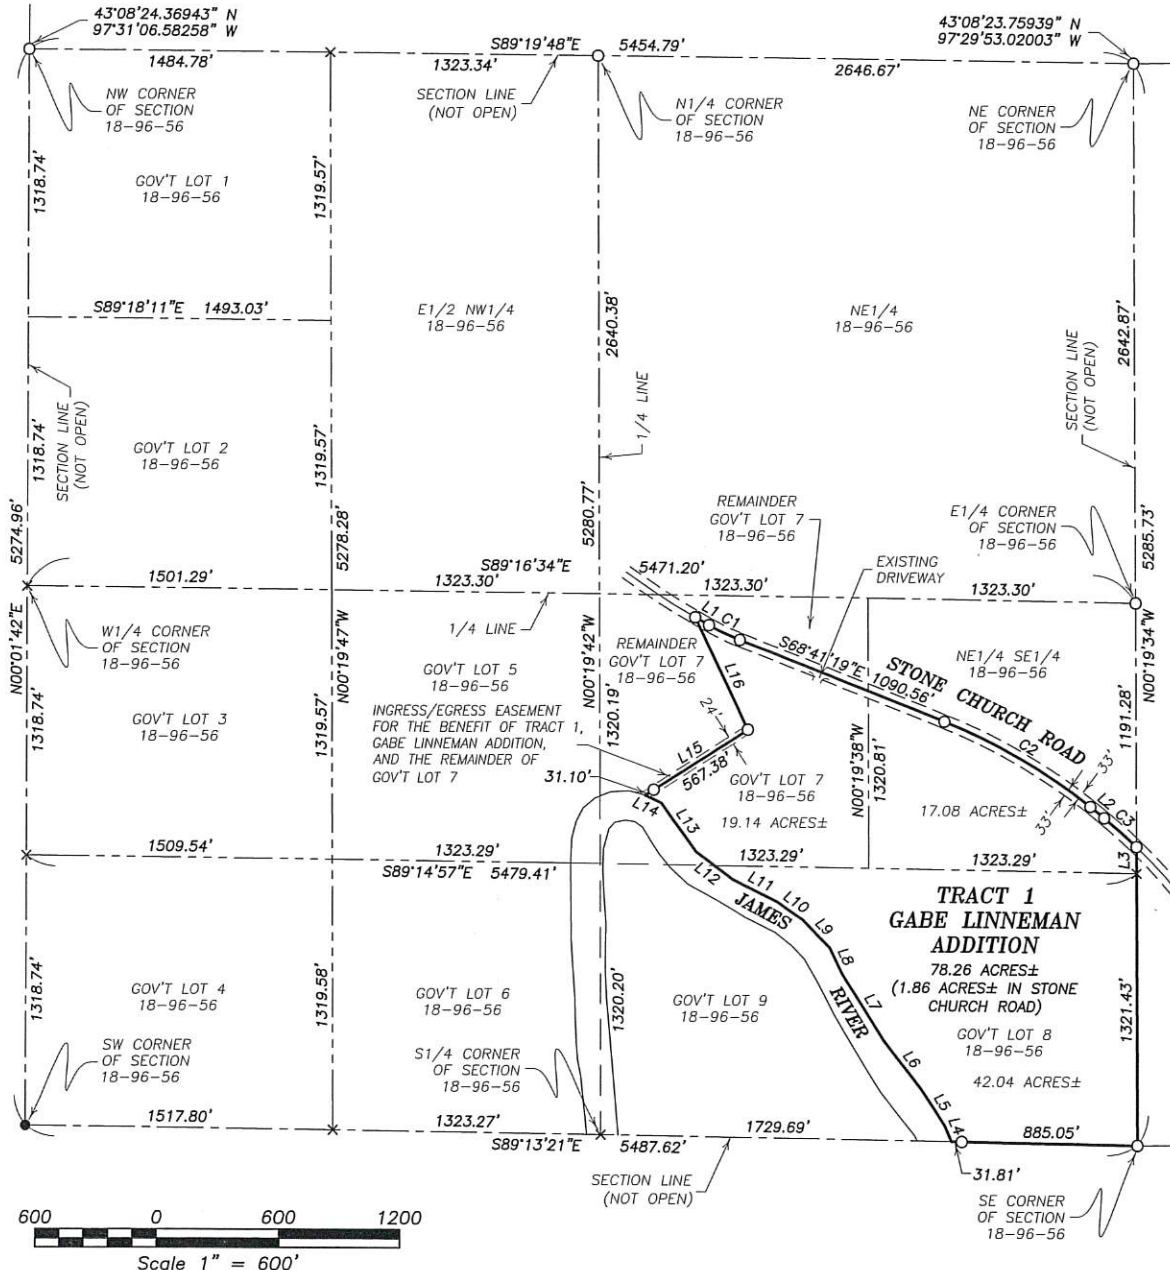 43°08'24.36943" N
97°31'06.58258" W
43°08'23.75939" N
97°29'53.02003" W
S89°19'48"E 5454.79'
1484.78'
1323.34'
2646.67'
NW CORNER
OF SECTION
18-96-56
SECTION LINE
(NOT OPEN)
N1/4 CORNER
OF SECTION
18-96-56
NE CORNER
OF SECTION
18-96-56
1318.74'
GOV'T LOT 1
18-96-56
1319.57'
S89°18'11"E 1493.03'
E1/2 NW1/4
18-96-56
2640.38'
NE1/4
18-96-56
2642.87'
SECTION LINE
(NOT OPEN)
1/4 LINE
1318.74'
SECTION LINE
(NOT OPEN)
GOV'T LOT 2
18-96-56
1319.57'
5274.96'
5278.28'
5280.77'
REMAINDER
GOV'T LOT 7
18-96-56
E1/4 CORNER
OF SECTION
18-96-56
5285.73'
EXISTING
DRIVEWAY
1501.29'
1323.30'
S89°16'34"E
5471.20'
1323.30'
1323.30'
1/4 LINE
N00°01'42"E
W1/4 CORNER
OF SECTION
18-96-56
N00°19'47"W
N00°19'42"W
L1 C1
REMAINDER
GOV'T LOT 7
18-96-56
L16
S68°41'19"E 1090.56'
STONE CHURCH ROAD
NE1/4 SE1/4
18-96-56
N00°19'34"W
GOV'T LOT 5
18-96-56
1318.74'
GOV'T LOT 3
18-96-56
1319.57'
INGRESS/EGRESS EASEMENT
FOR THE BENEFIT OF TRACT 1,
GABE LINNEMAN ADDITION,
AND THE REMAINDER OF
GOV'T LOT 7
1320.19'
24'
L15
567.38'
31.10'
GOV'T LOT 7
18-96-56
19.14 ACRES±
N00°19'38"W
1320.81'
C2
33'
33'
17.08 ACRES±
1191.28'
L2 C3
L3
L14
L13
1509.54'
1323.29'
S89°14'57"E 5479.41'
1323.29'
1323.29'
L12
L11
L10
L9
L8
L7
L6
L5
L4
JAMES
RIVER
TRACT 1
GABE LINNEMAN
ADDITION
78.26 ACRES±
(1.86 ACRES± IN STONE
CHURCH ROAD)
GOV'T LOT 8
18-96-56
42.04 ACRES±
1321.43'
1318.74'
GOV'T LOT 4
18-96-56
1319.58'
GOV'T LOT 6
18-96-56
1320.20'
GOV'T LOT 9
18-96-56
SW CORNER
OF SECTION
18-96-56
S1/4 CORNER
OF SECTION
18-96-56
1517.80'
1323.27'
S89°13'21"E 5487.62'
1729.69'
885.05'
31.81'
SECTION LINE
(NOT OPEN)
SE CORNER
OF SECTION
18-96-56
600 0 600 1200
Scale 1" = 600'